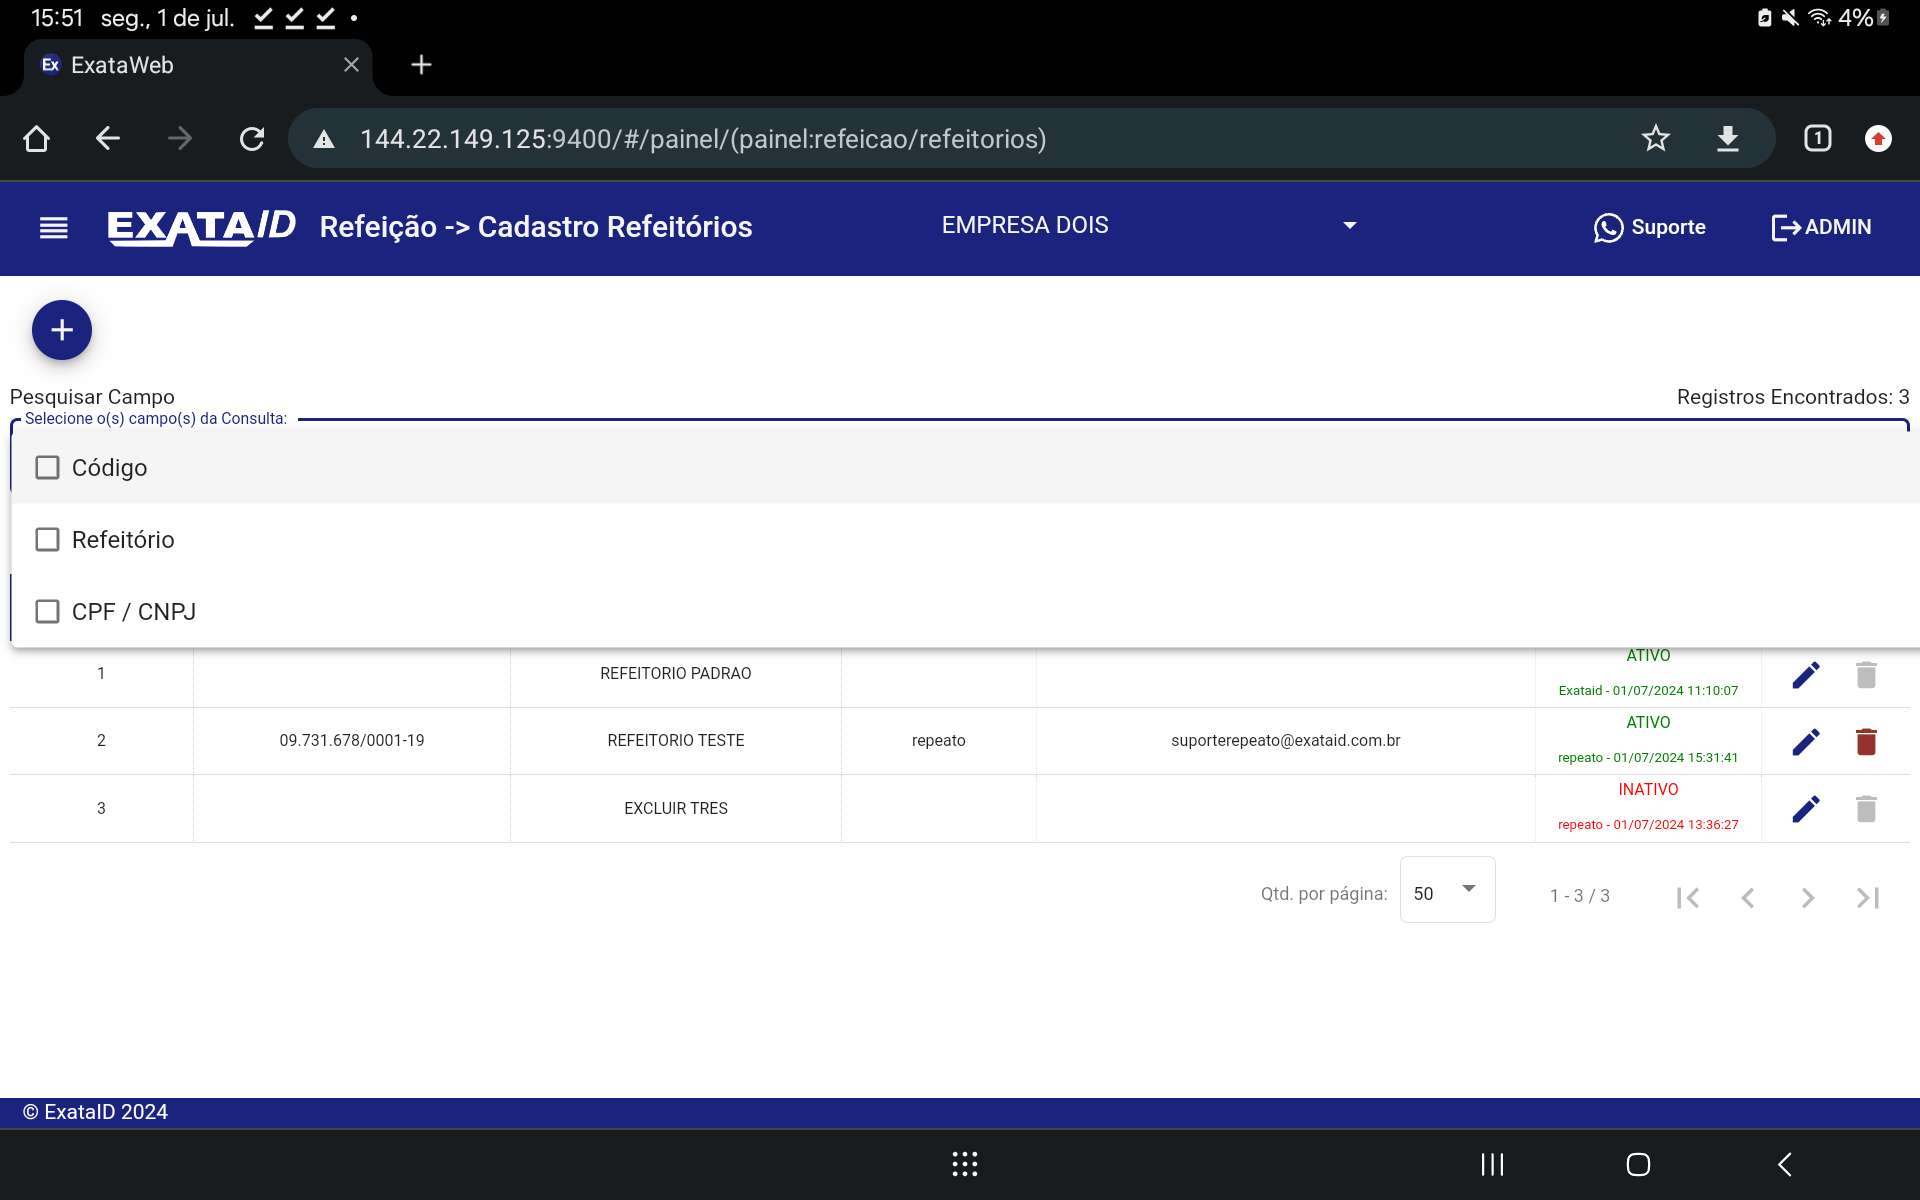 15:51 seg., 1 de jul. 4%
Ex ExataWeb
144.22.149.125:9400/#/painel/(painel:refeicao/refeitorios) 1
EXATAID Refeição -> Cadastro Refeitórios EMPRESA DOIS Suporte ADMIN
Pesquisar Campo Registros Encontrados: 3
Selecione o(s) campo(s) da Consulta:
Código
Refeitório
CPF / CNPJ
1 REFEITORIO PADRAO ATIVO
Exataid - 01/07/2024 11:10:07
2 09.731.678/0001-19 REFEITORIO TESTE repeato suporterepeato@exataid.com.br ATIVO
repeato - 01/07/2024 15:31:41
3 EXCLUIR TRES INATIVO
repeato - 01/07/2024 13:36:27
Qtd. por página: 50 1 - 3 / 3
© ExataID 2024